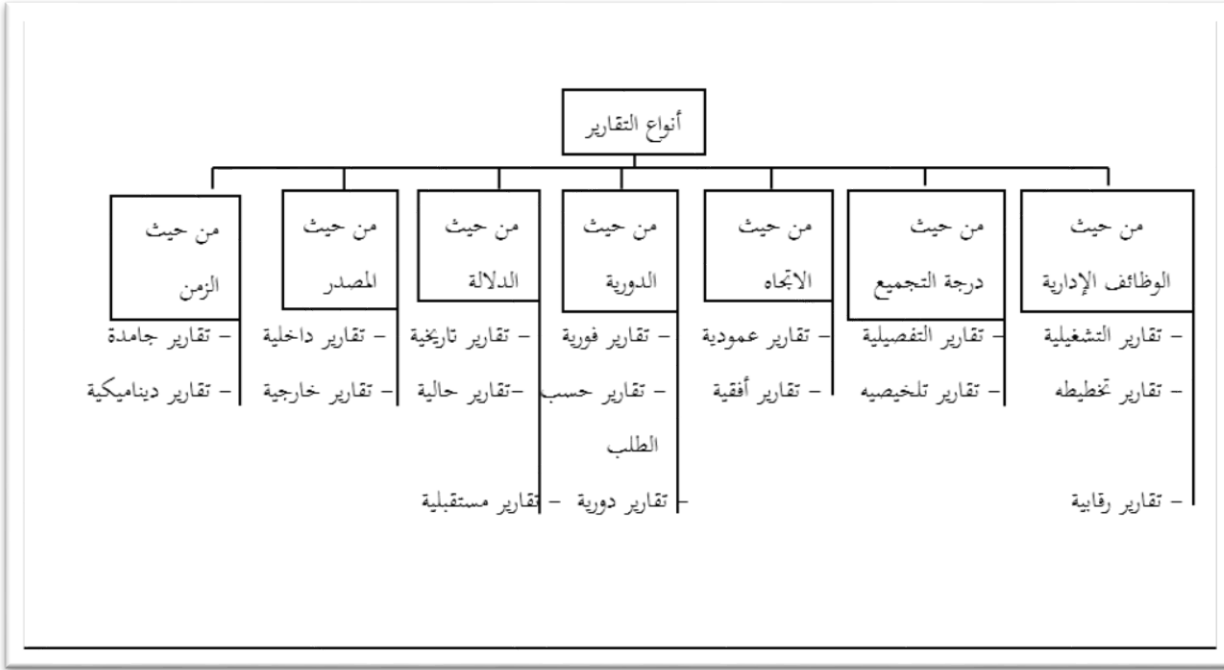 أنواع التقارير
من حيث من حيث من حيث من حيث من حيث من حيث من حيث
الوظائف الإدارية درجة التجميع الاتجاه الدورية الدلالة المصدر الزمن
– تقارير التشغيلية – تقارير التفصيلية – تقارير عمودية – تقارير فورية – تقارير تاريخية – تقارير داخلية – تقارير جامدة
– تقارير تخطيطه – تقارير تلخيصيه – تقارير أفقية – تقارير حسب –تقارير حالية – تقارير خارجية – تقارير ديناميكية
الطلب
– تقارير رقابية – تقارير دورية – تقارير مستقبلية